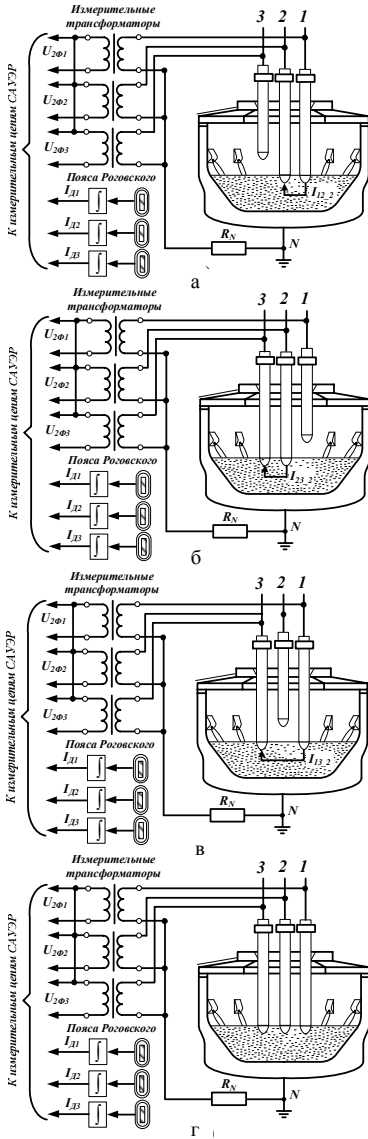 Измерительные
трансформаторы
3 2 1
К измерительным цепям САУЭР
U2Ф1
U2Ф2
U2Ф3
Пояса Роговского
IД1 ∫
IД2 ∫
IД3 ∫
I12_2
RN
N
а
Измерительные
трансформаторы
3 2 1
К измерительным цепям САУЭР
U2Ф1
U2Ф2
U2Ф3
Пояса Роговского
IД1 ∫
IД2 ∫
IД3 ∫
I23_2
RN
N
б
Измерительные
трансформаторы
3 2 1
К измерительным цепям САУЭР
U2Ф1
U2Ф2
U2Ф3
Пояса Роговского
IД1 ∫
IД2 ∫
IД3 ∫
I13_2
RN
N
в
Измерительные
трансформаторы
3 2 1
К измерительным цепям САУЭР
U2Ф1
U2Ф2
U2Ф3
Пояса Роговского
IД1 ∫
IД2 ∫
IД3 ∫
RN
N
г